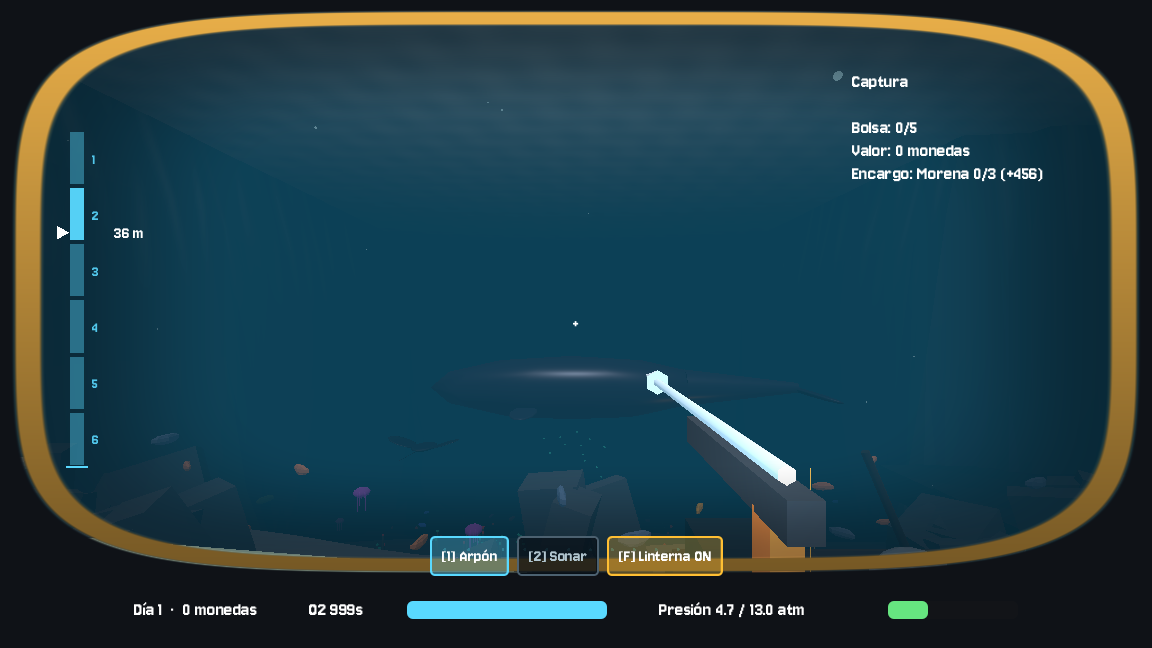 Captura
Bolsa: 0/5
Valor: 0 monedas
Encargo: Morena 0/3 (+456)
1
2
36 m
3
4
5
6
[1] Arpón
[2] Sonar
[F] Linterna ON
Día 1 · 0 monedas
O2 999s
Presión 4.7 / 13.0 atm